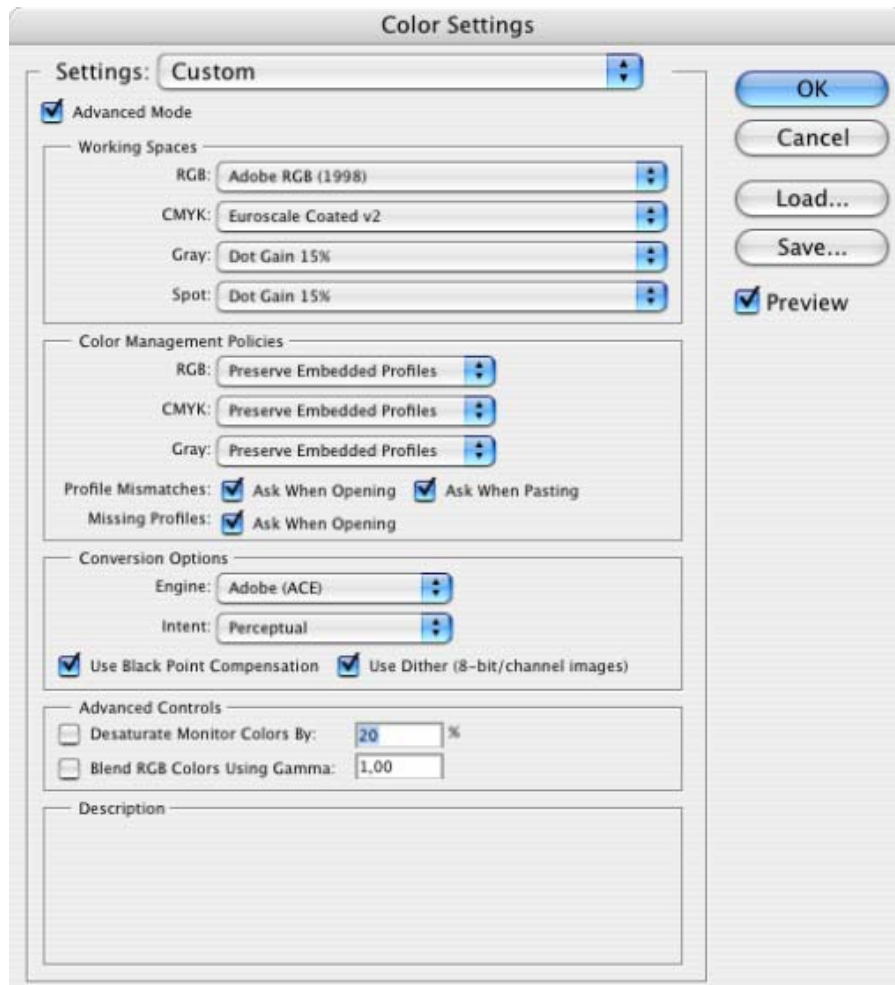 Color Settings
Settings: Custom
OK
Advanced Mode
Cancel
Working Spaces
RGB: Adobe RGB (1998)
Load...
CMYK: Euroscale Coated v2
Gray: Dot Gain 15%
Save...
Spot: Dot Gain 15%
Preview
Color Management Policies
RGB: Preserve Embedded Profiles
CMYK: Preserve Embedded Profiles
Gray: Preserve Embedded Profiles
Profile Mismatches: Ask When Opening Ask When Pasting
Missing Profiles: Ask When Opening
Conversion Options
Engine: Adobe (ACE)
Intent: Perceptual
Use Black Point Compensation Use Dither (8-bit/channel images)
Advanced Controls
Desaturate Monitor Colors By: 20 %
Blend RGB Colors Using Gamma: 1,00
Description